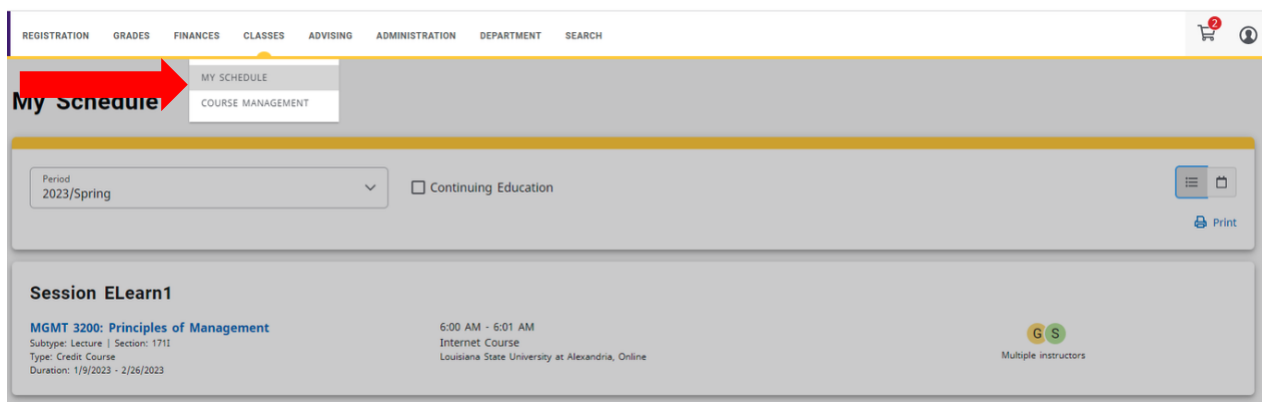 REGISTRATION GRADES FINANCES CLASSES ADVISING ADMINISTRATION DEPARTMENT SEARCH
2
MY SCHEDULE
COURSE MANAGEMENT
My Schedule
Period
2023/Spring
Continuing Education
Print
Session ELearn1
MGMT 3200: Principles of Management
Subtype: Lecture | Section: 171I
Type: Credit Course
Duration: 1/9/2023 - 2/26/2023
6:00 AM - 6:01 AM
Internet Course
Louisiana State University at Alexandria, Online
G S
Multiple instructors